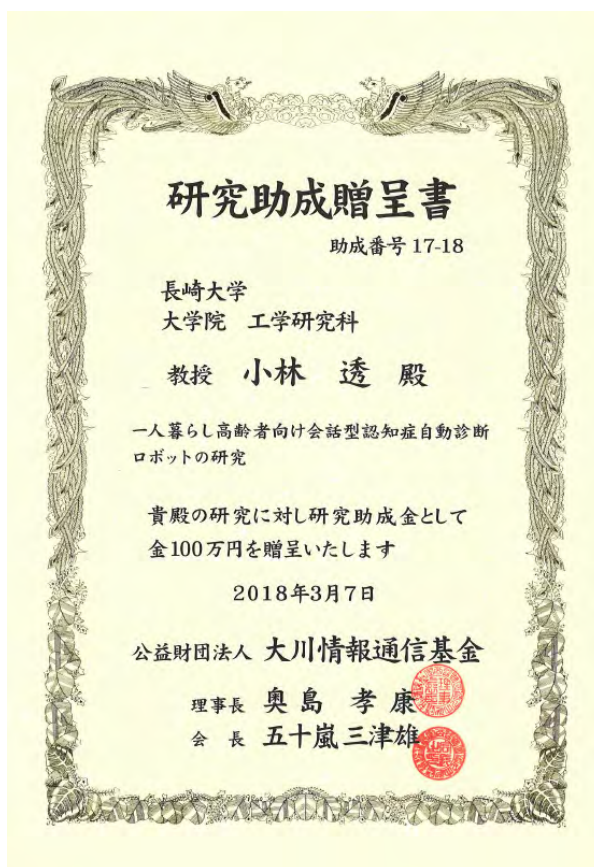 研究助成贈呈書
助成番号 17-18
長崎大学
大学院 工学研究科
教授 小林 透 殿
一人暮らし高齢者向け会話型認知症自動診断
ロボットの研究
貴殿の研究に対し研究助成金として
金100万円を贈呈いたします
2018年3月7日
公益財団法人 大川情報通信基金
理事長 奥島 孝康
会 長 五十嵐三津雄